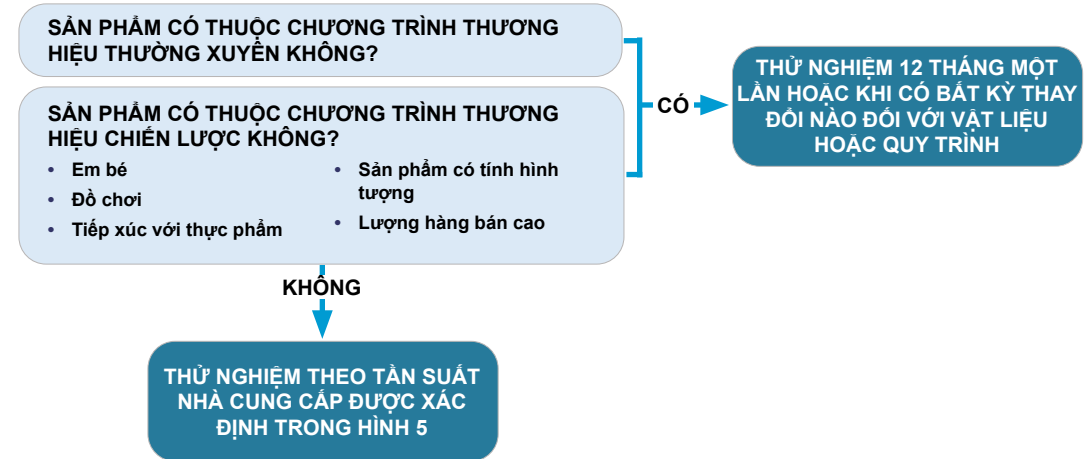 SẢN PHẨM CÓ THUỘC CHƯƠNG TRÌNH THƯƠNG
HIỆU THƯỜNG XUYÊN KHÔNG?
SẢN PHẨM CÓ THUỘC CHƯƠNG TRÌNH THƯƠNG
HIỆU CHIẾN LƯỢC KHÔNG?
• Em bé
• Đồ chơi
• Tiếp xúc với thực phẩm
• Sản phẩm có tính hình
tượng
• Lượng hàng bán cao
CÓ
THỬ NGHIỆM 12 THÁNG MỘT
LẦN HOẶC KHI CÓ BẤT KỲ THAY
ĐỔI NÀO ĐỐI VỚI VẬT LIỆU
HOẶC QUY TRÌNH
KHÔNG
THỬ NGHIỆM THEO TẦN SUẤT
NHÀ CUNG CẤP ĐƯỢC XÁC
ĐỊNH TRONG HÌNH 5